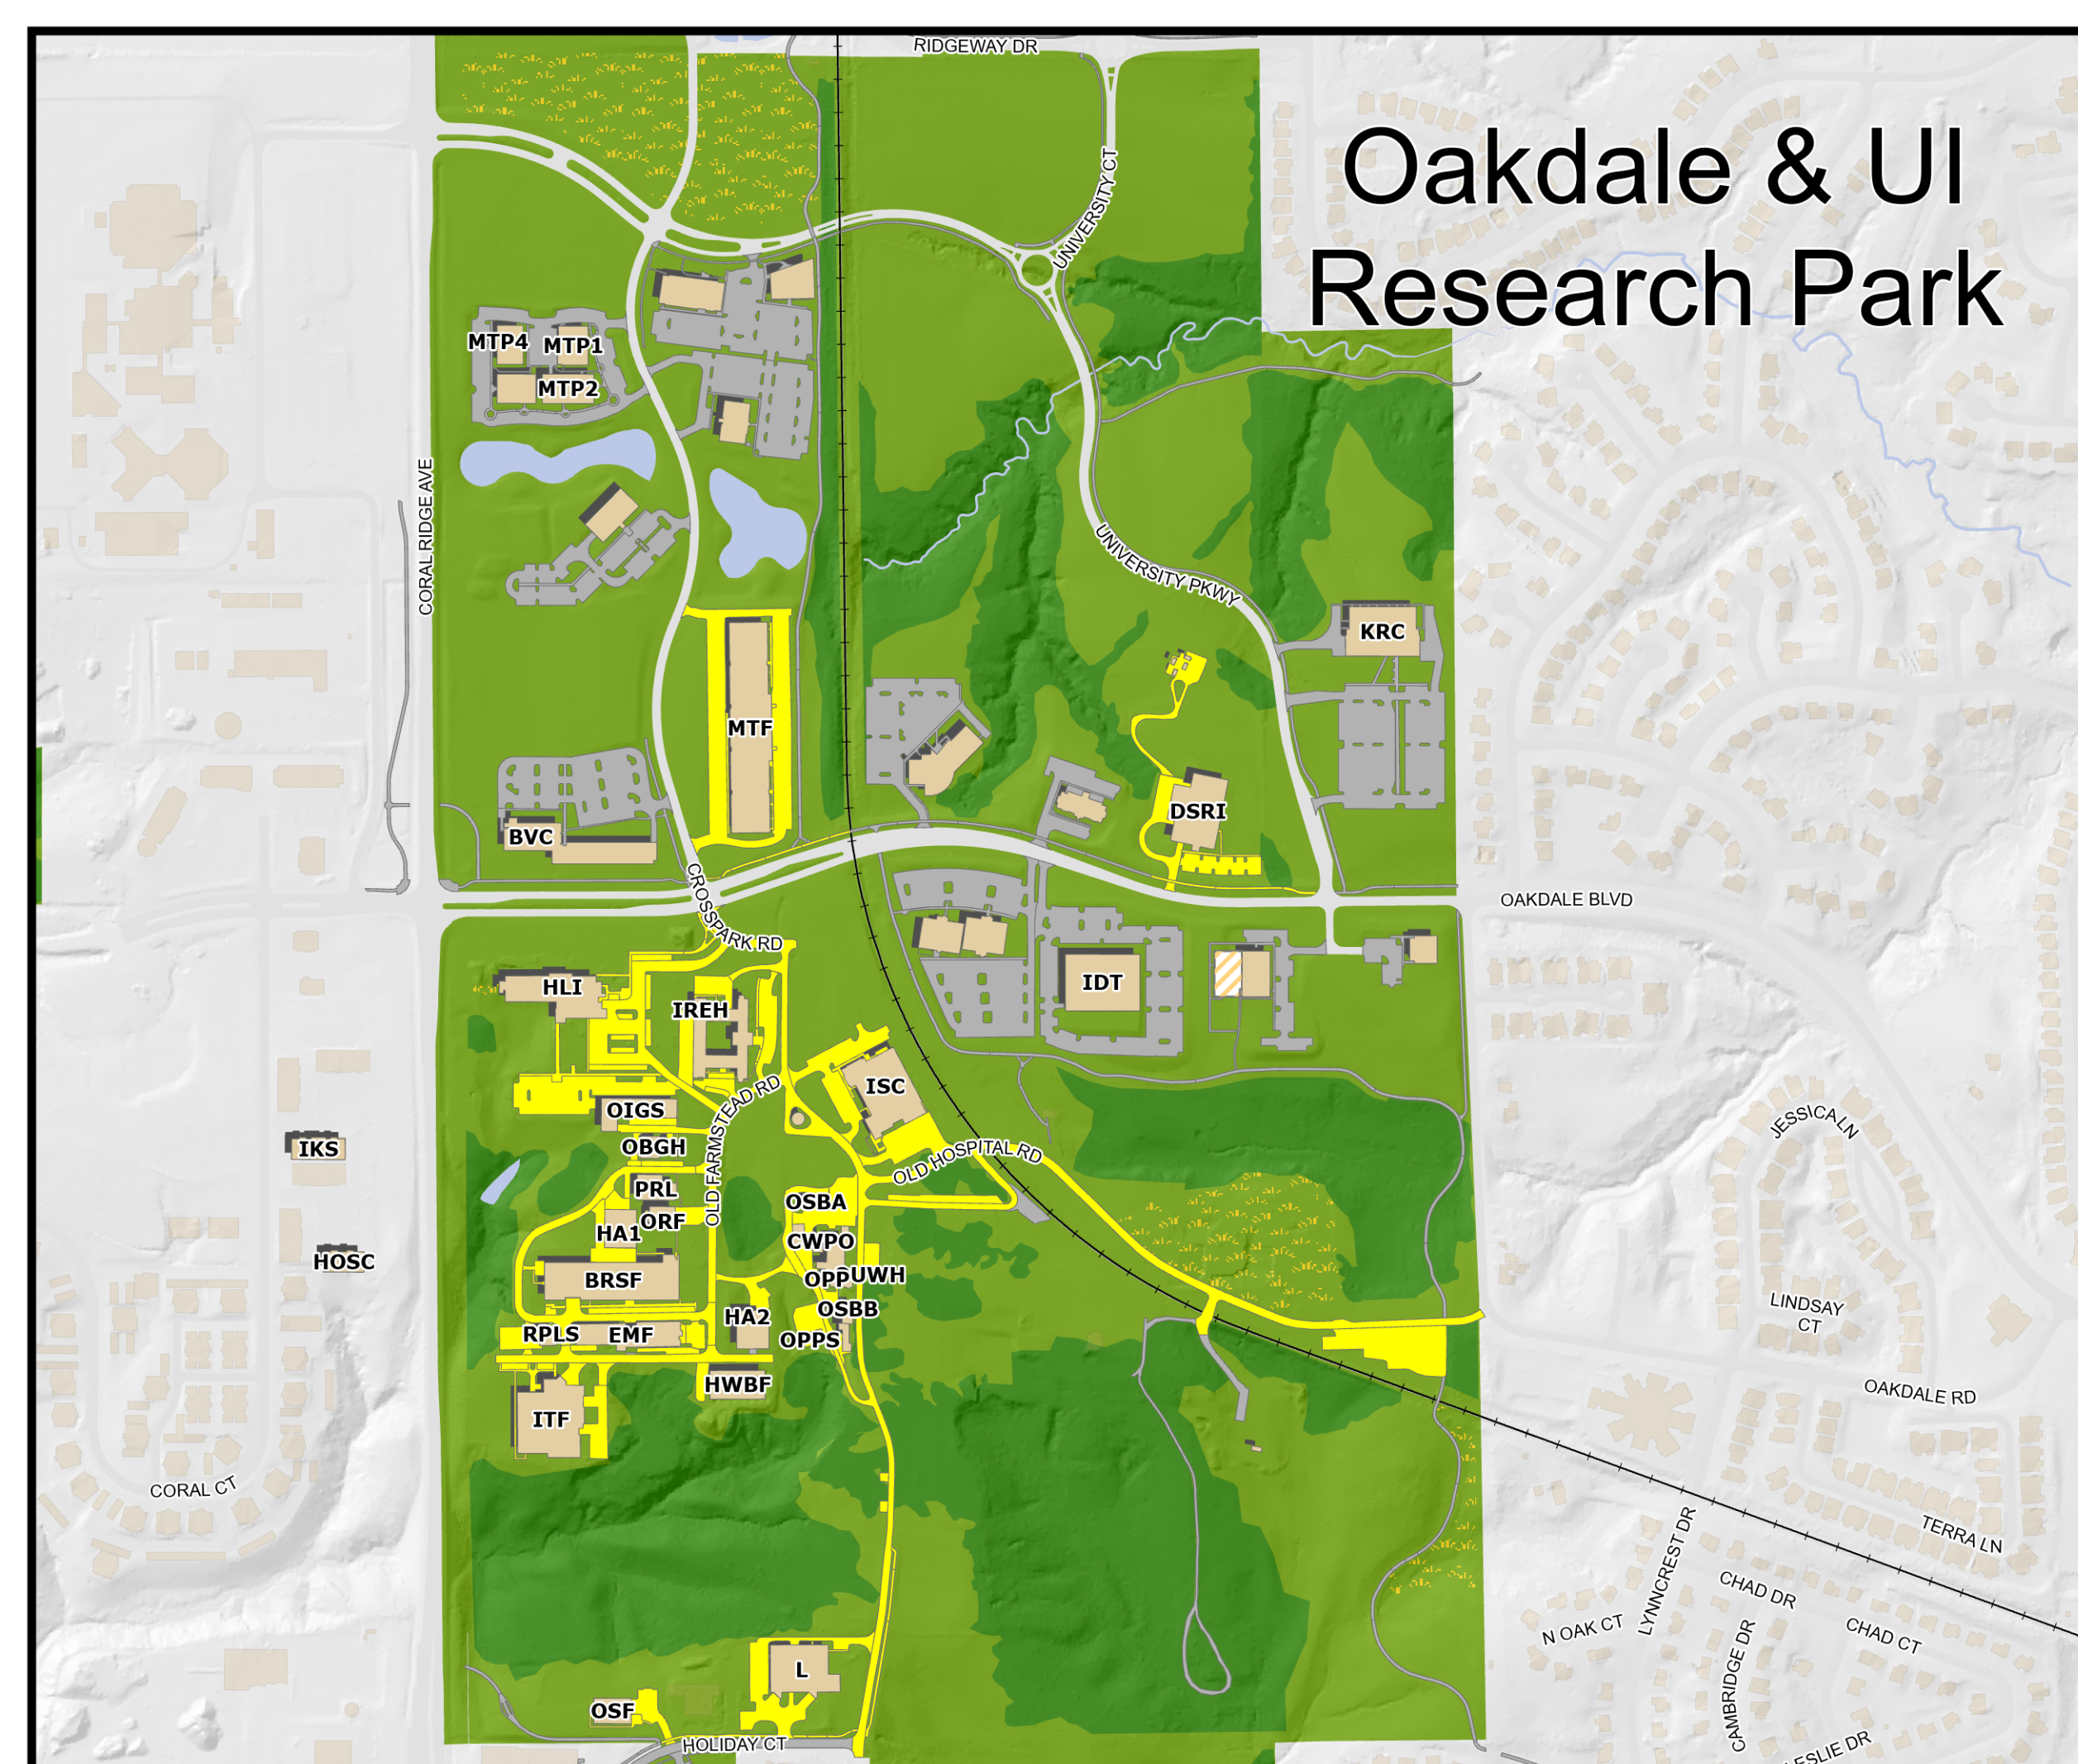 RIDGEWAY DR
Oakdale & UI
Research Park
UNIVERSITY CT
MTP4
MTP1
MTP2
CORAL RIDGE AVE
UNIVERSITY PKWY
KRC
MTF
DSRI
BVC
CROSSPARK RD
OAKDALE BLVD
HLI
IREH
IDT
ISC
OLD FARMSTEAD RD
OIGS
OBGH
IKS
OLD HOSPITAL RD
JESSICA LN
PRL
OSBA
ORF
HA1
CWPO
HOSC
BRSF
OPP
UWH
OSBB
HA2
LINDSAY
CT
RPLS
EMF
OPPS
HWBF
OAKDALE RD
ITF
CORAL CT
TERRA LN
LYNNCREST DR
CHAD DR
N OAK CT
CHAD CT
CAMBRIDGE DR
L
OSF
HOLIDAY CT
LESLIE DR